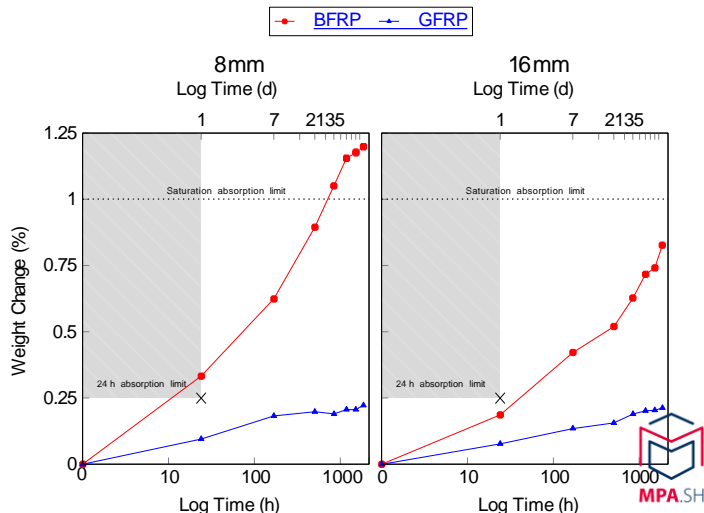 BFRP GFRP
8mm
Log Time (d)
1 7 2135
1.25
1
0.75
0.5
0.25
0
Weight Change (%)
Saturation absorption limit
24 h absorption limit
0 10 100 1000
Log Time (h)
16mm
Log Time (d)
1 7 2135
Saturation absorption limit
24 h absorption limit
0 10 100 1000
Log Time (h)
MPA.SH